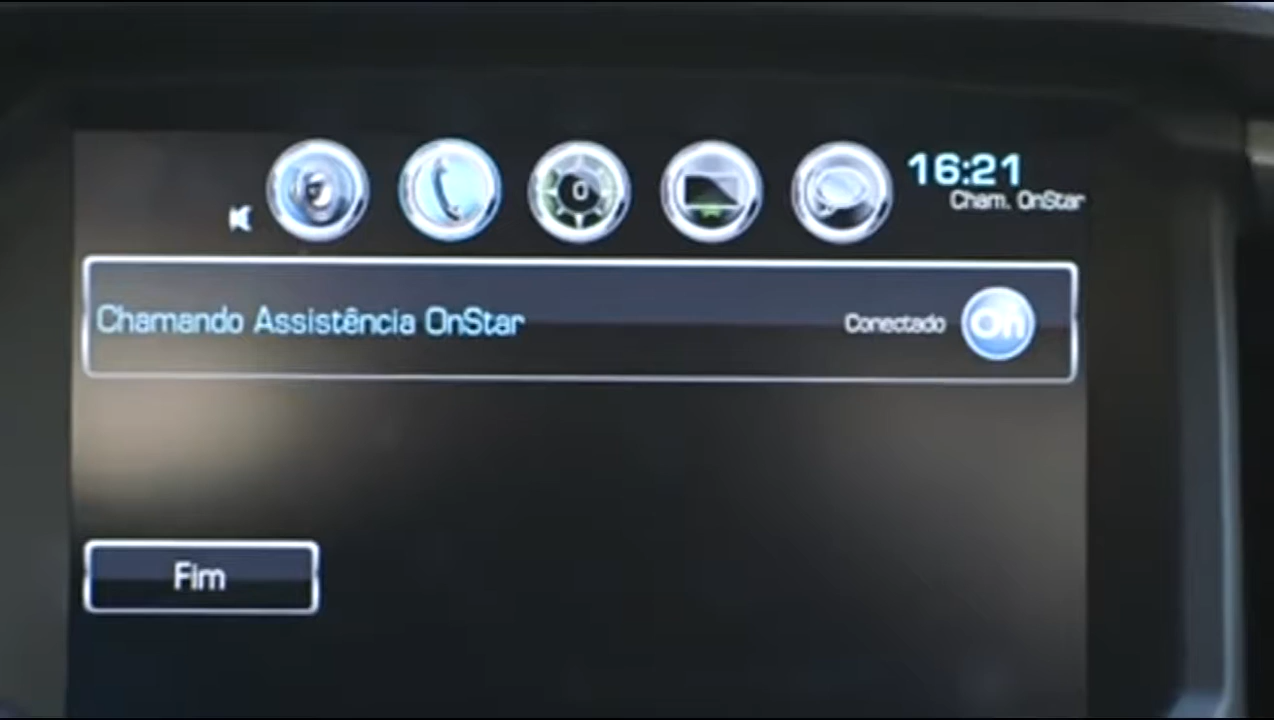 16:21
Cham. OnStar
Chamando Assistência OnStar
Conectado
On
Fim